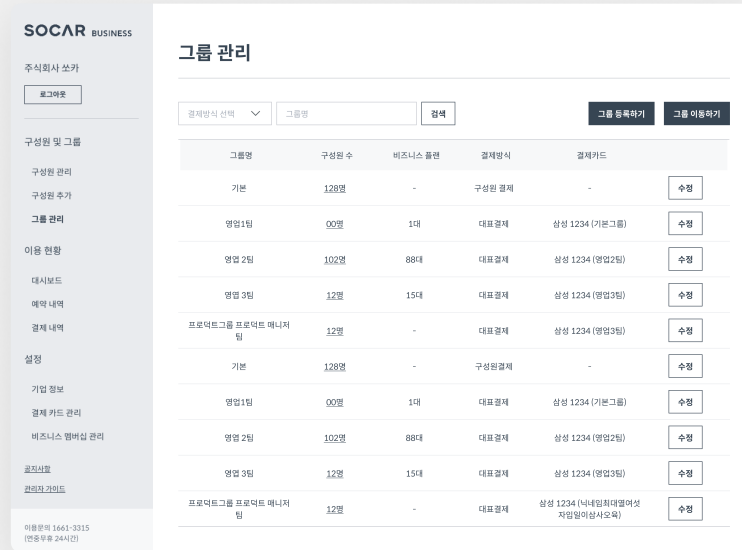 SOCAR BUSINESS
주식회사 쏘카
로그아웃
구성원 및 그룹
구성원 관리
구성원 추가
그룹 관리
이용 현황
대시보드
예약 내역
결제 내역
설정
기업 정보
결제 카드 관리
비즈니스 멤버십 관리
공지사항
관리자 가이드
이용문의 1661-3315
(연중무휴 24시간)
그룹 관리
결제방식 선택 그룹명 검색 그룹 등록하기 그룹 이동하기
그룹명 구성원 수 비즈니스 플랜 결제방식 결제카드
기본 128명 - 구성원 결제 - 수정
영업1팀 00명 1대 대표결제 삼성 1234 (기본그룹) 수정
영업 2팀 102명 88대 대표결제 삼성 1234 (영업2팀) 수정
영업 3팀 12명 15대 대표결제 삼성 1234 (영업3팀) 수정
프로덕트그룹 프로덕트 매니저
팀 12명 - 대표결제 삼성 1234 (영업3팀) 수정
기본 128명 - 구성원결제 - 수정
영업1팀 00명 1대 대표결제 삼성 1234 (기본그룹) 수정
영업 2팀 102명 88대 대표결제 삼성 1234 (영업2팀) 수정
영업 3팀 12명 15대 대표결제 삼성 1234 (영업3팀) 수정
프로덕트그룹 프로덕트 매니저
팀 12명 - 대표결제 삼성 1234 (닉네임최대열여섯
자입일이삼사오육) 수정